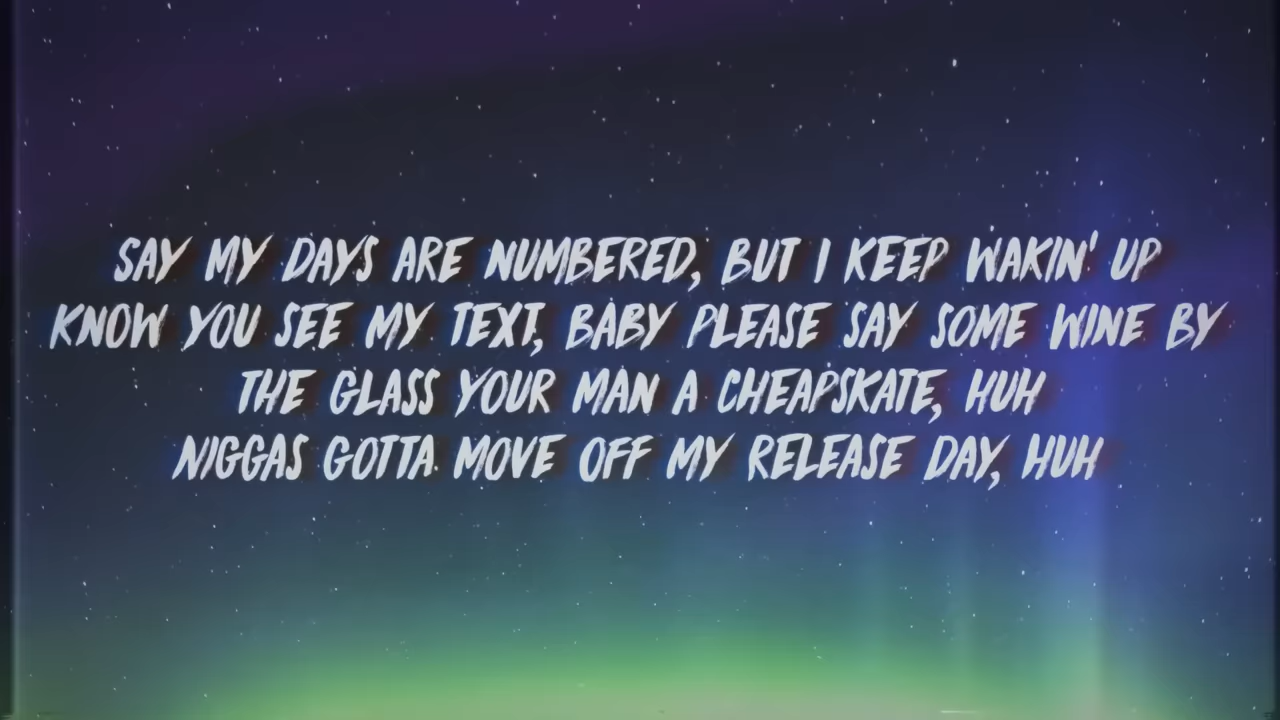 SAY MY DAYS ARE NUMBERED, BUT I KEEP WAKIN' UP
KNOW YOU SEE MY TEXT, BABY PLEASE SAY SOME WINE BY
THE GLASS YOUR MAN A CHEAPSKATE, HUH
NIGGAS GOTTA MOVE OFF MY RELEASE DAY, HUH